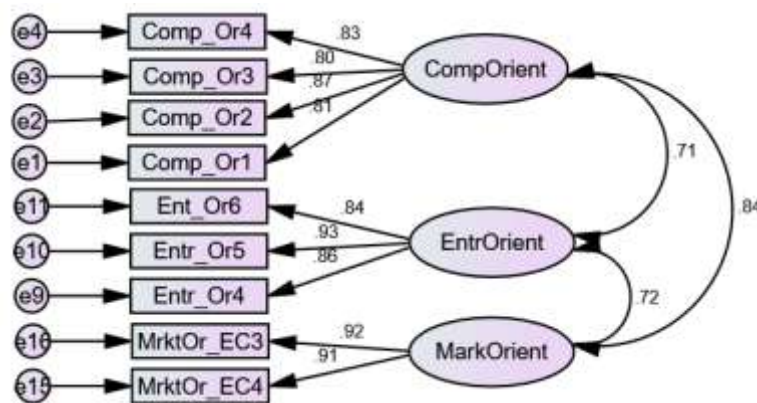 e4 Comp_Or4 .83
e3 Comp_Or3 .80 CompOrient
e2 Comp_Or2 .87
e1 Comp_Or1 .81
.71
e11 Ent_Or6 .84
.84
e10 Entr_Or5 .93 EntrOrient
e9 Entr_Or4 .86
.72
e16 MrktOr_EC3 .92
MarkOrient
e15 MrktOr_EC4 .91